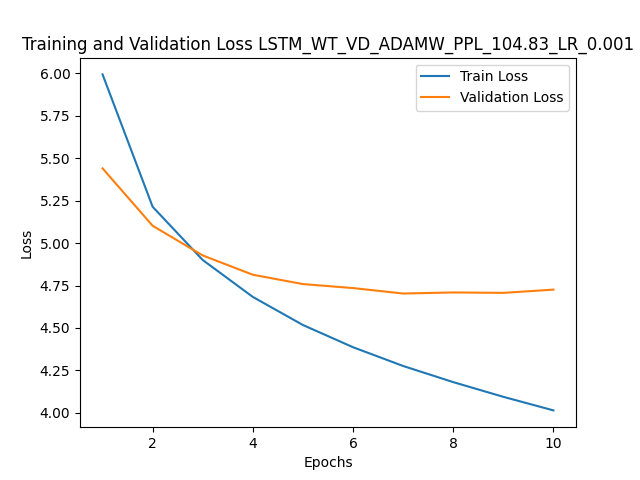 Training and Validation Loss LSTM_WT_VD_ADAMW_PPL_104.83_LR_0.001
Train Loss
Validation Loss
6.00
5.75
5.50
5.25
5.00
4.75
4.50
4.25
4.00
Loss
2
4
6
8
10
Epochs